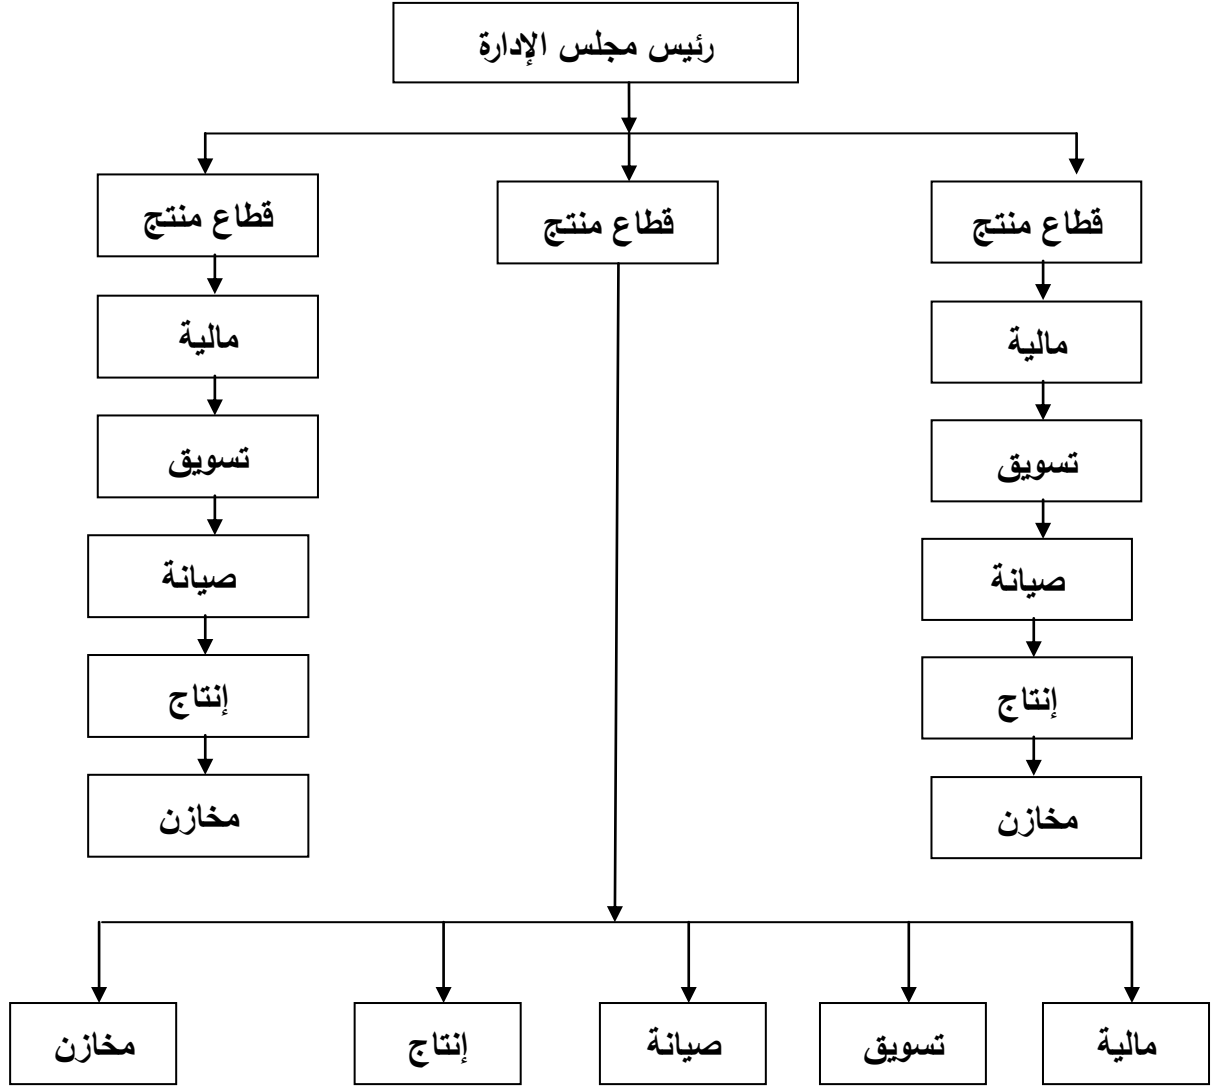 رئيس مجلس الإدارة
قطاع منتج
قطاع منتج
قطاع منتج
مالية
مالية
تسويق
تسويق
صيانة
صيانة
إنتاج
إنتاج
مخازن
مخازن
مالية
تسويق
صيانة
إنتاج
مخازن